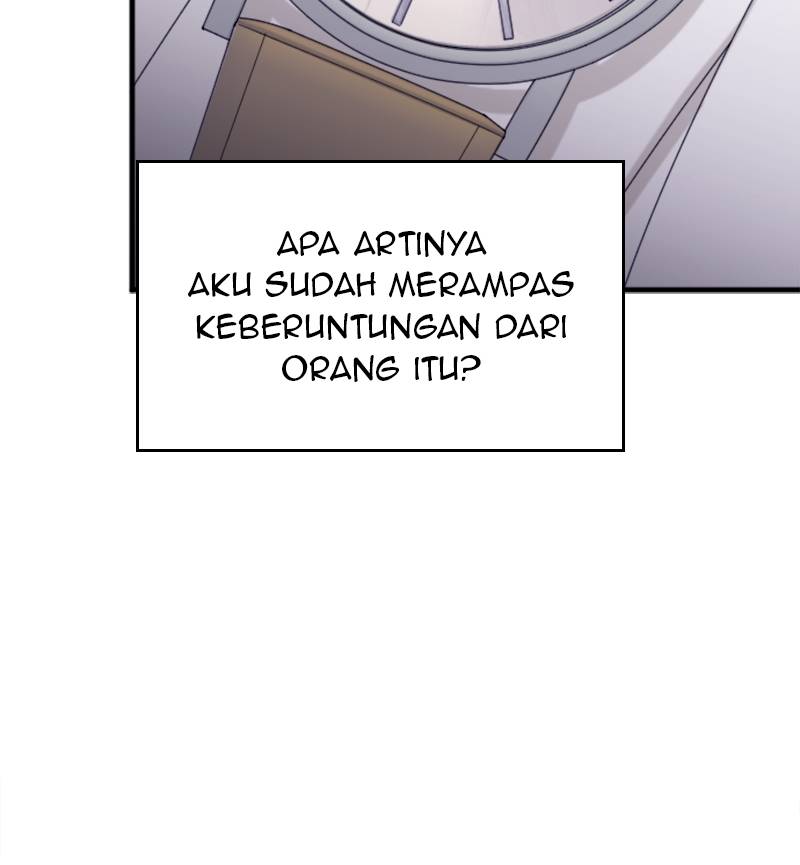 APA ARTINYA
AKU SUDAH MERAMPAS
KEBERUNTUNGAN DARI
ORANG ITU?